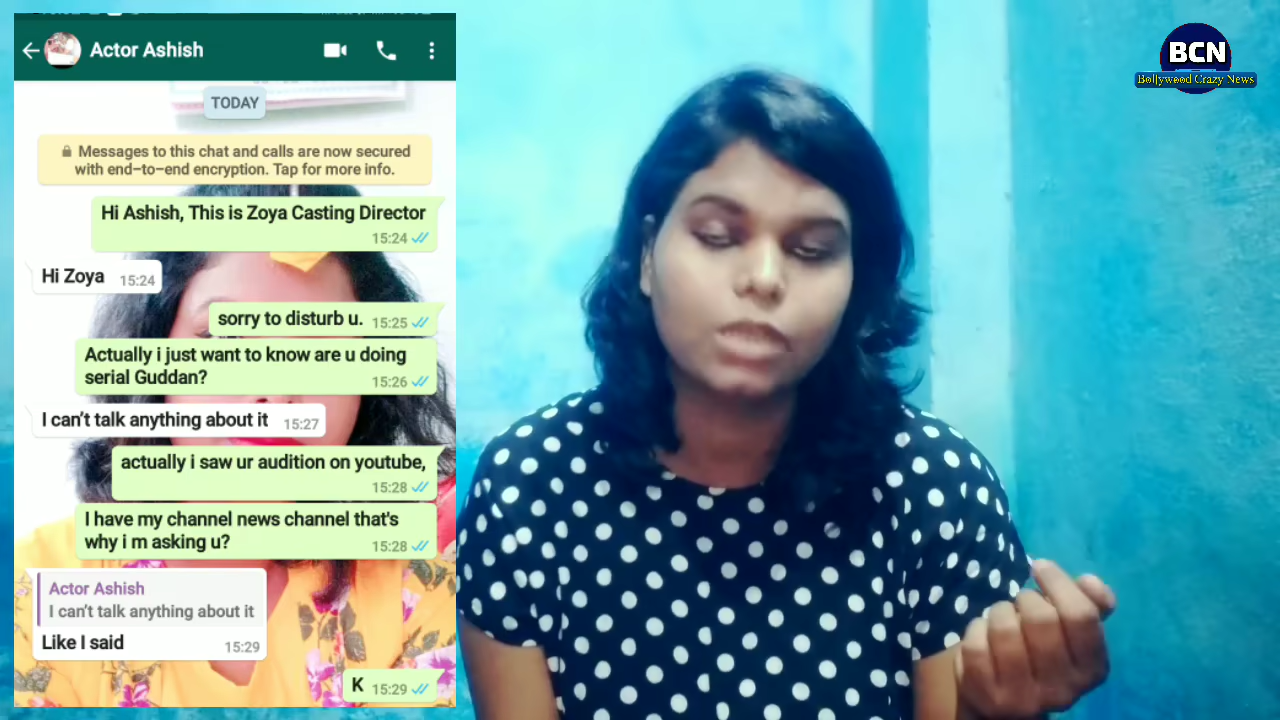 Actor Ashish
TODAY
Messages to this chat and calls are now secured
with end-to-end encryption. Tap for more info.
Hi Ashish, This is Zoya Casting Director
15:24
Hi Zoya 15:24
sorry to disturb u. 15:25
Actually i just want to know are u doing
serial Guddan? 15:26
I can't talk anything about it 15:27
actually i saw ur audition on youtube,
15:28
I have my channel news channel that's
why i m asking u? 15:28
Actor Ashish
I can't talk anything about it
Like I said 15:29
K 15:29
BCN
Bollywood Crazy News